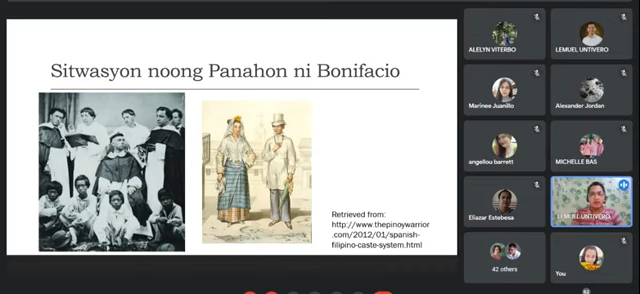 Sitwasyon noong Panahon ni Bonifacio
Retrieved from:
http://www.thepinoywarrior
.com/2012/01/spanish-
filipino-caste-system.html
ALELYN VITERBO
LEMUEL UNTIVERO
Marinee Juanillo
Alexander Jordan
angellou barrett
MICHELLE BAS
Eliazar Estebesa
LEMUEL UNTIVERO
42 others
You